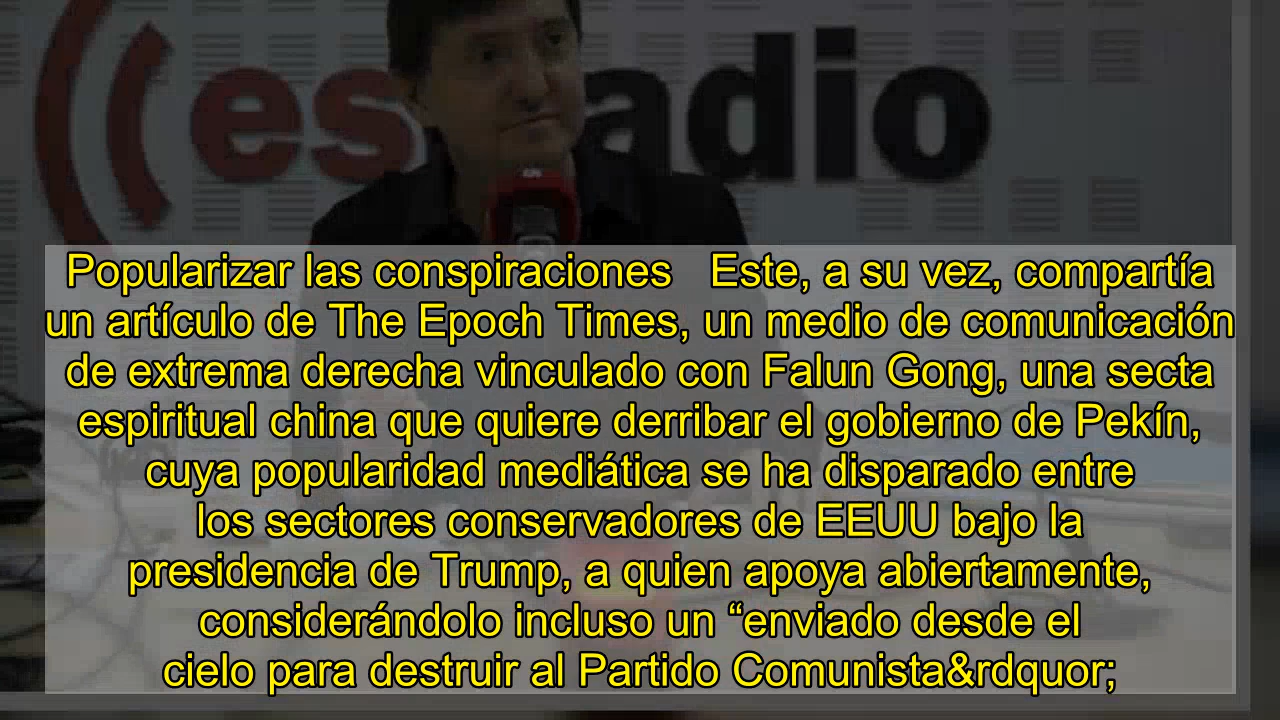 es adio
Popularizar las conspiraciones   Este, a su vez, compartía
un artículo de The Epoch Times, un medio de comunicación
de extrema derecha vinculado con Falun Gong, una secta
espiritual china que quiere derribar el gobierno de Pekín,
cuya popularidad mediática se ha disparado entre
los sectores conservadores de EEUU bajo la
presidencia de Trump, a quien apoya abiertamente,
considerándolo incluso un “enviado desde el
cielo para destruir al Partido Comunista&rdquor;